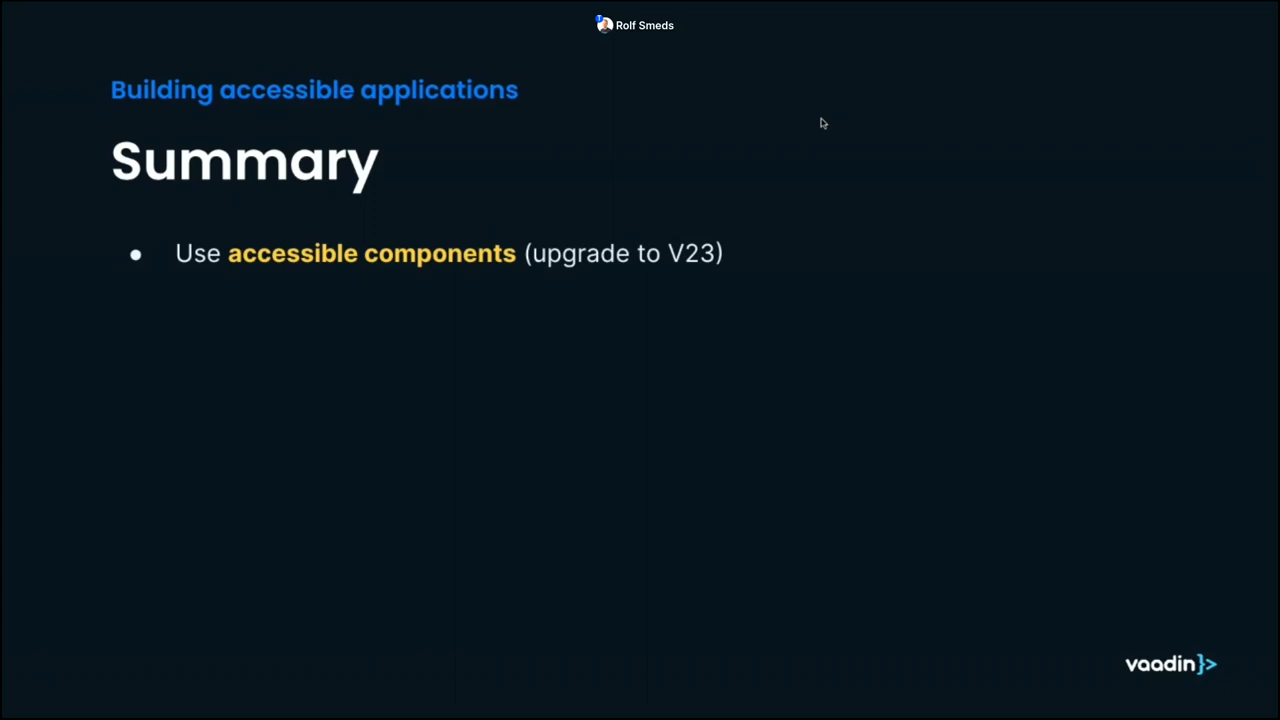 Rolf Smeds
Building accessible applications
Summary
● Use accessible components (upgrade to V23)
vaadin}>